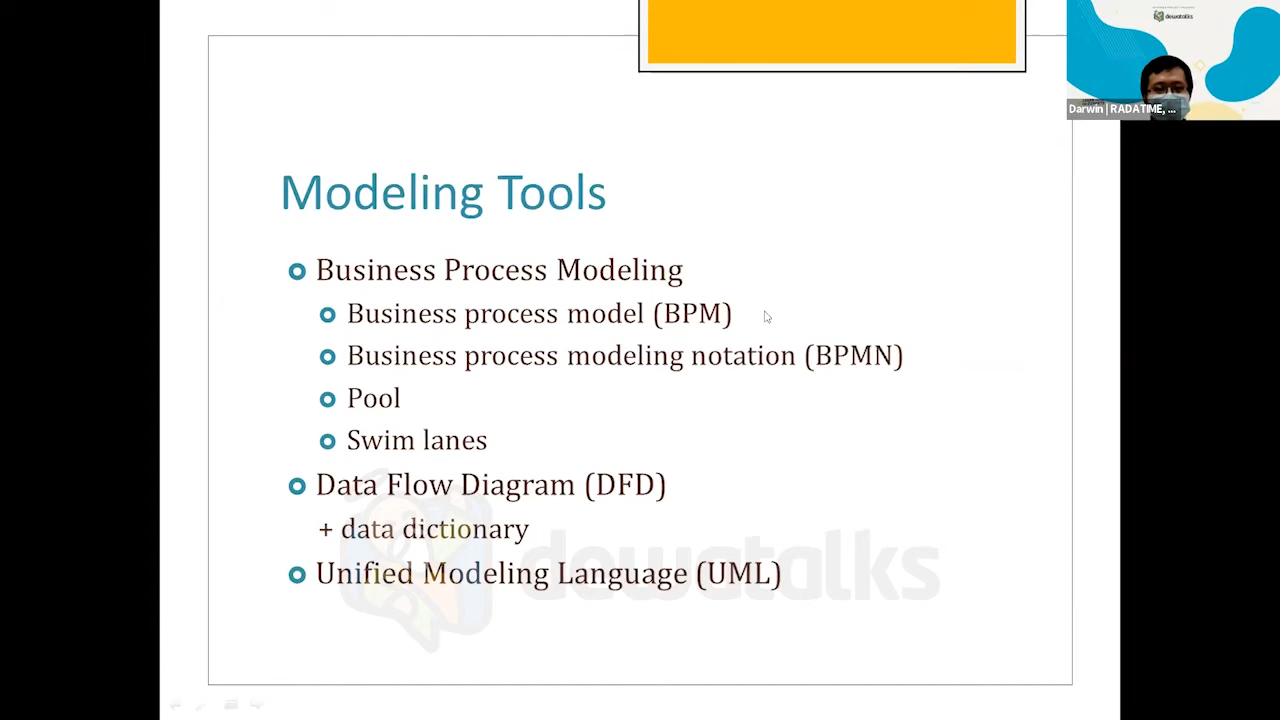 dewatalks
Darwin | RADATIME, ...
Modeling Tools
Business Process Modeling
Business process model (BPM)
Business process modeling notation (BPMN)
Pool
Swim lanes
Data Flow Diagram (DFD)
+ data dictionary
Unified Modeling Language (UML)
dewatalks